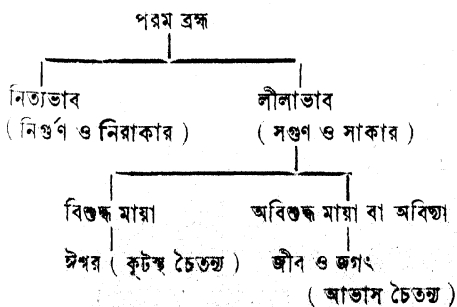 পরম ব্রহ্ম
নিত্যভাব লীলাভাব
( নির্গুণ ও নিরাকার ) ( সগুণ ও সাকার )
বিশুদ্ধ মায়া অবিশুদ্ধ মায়া বা অবিদ্যা
ঈশ্বর ( কূটস্থ চৈতন্য ) জীব ও জগৎ
( আভাস চৈতন্য )